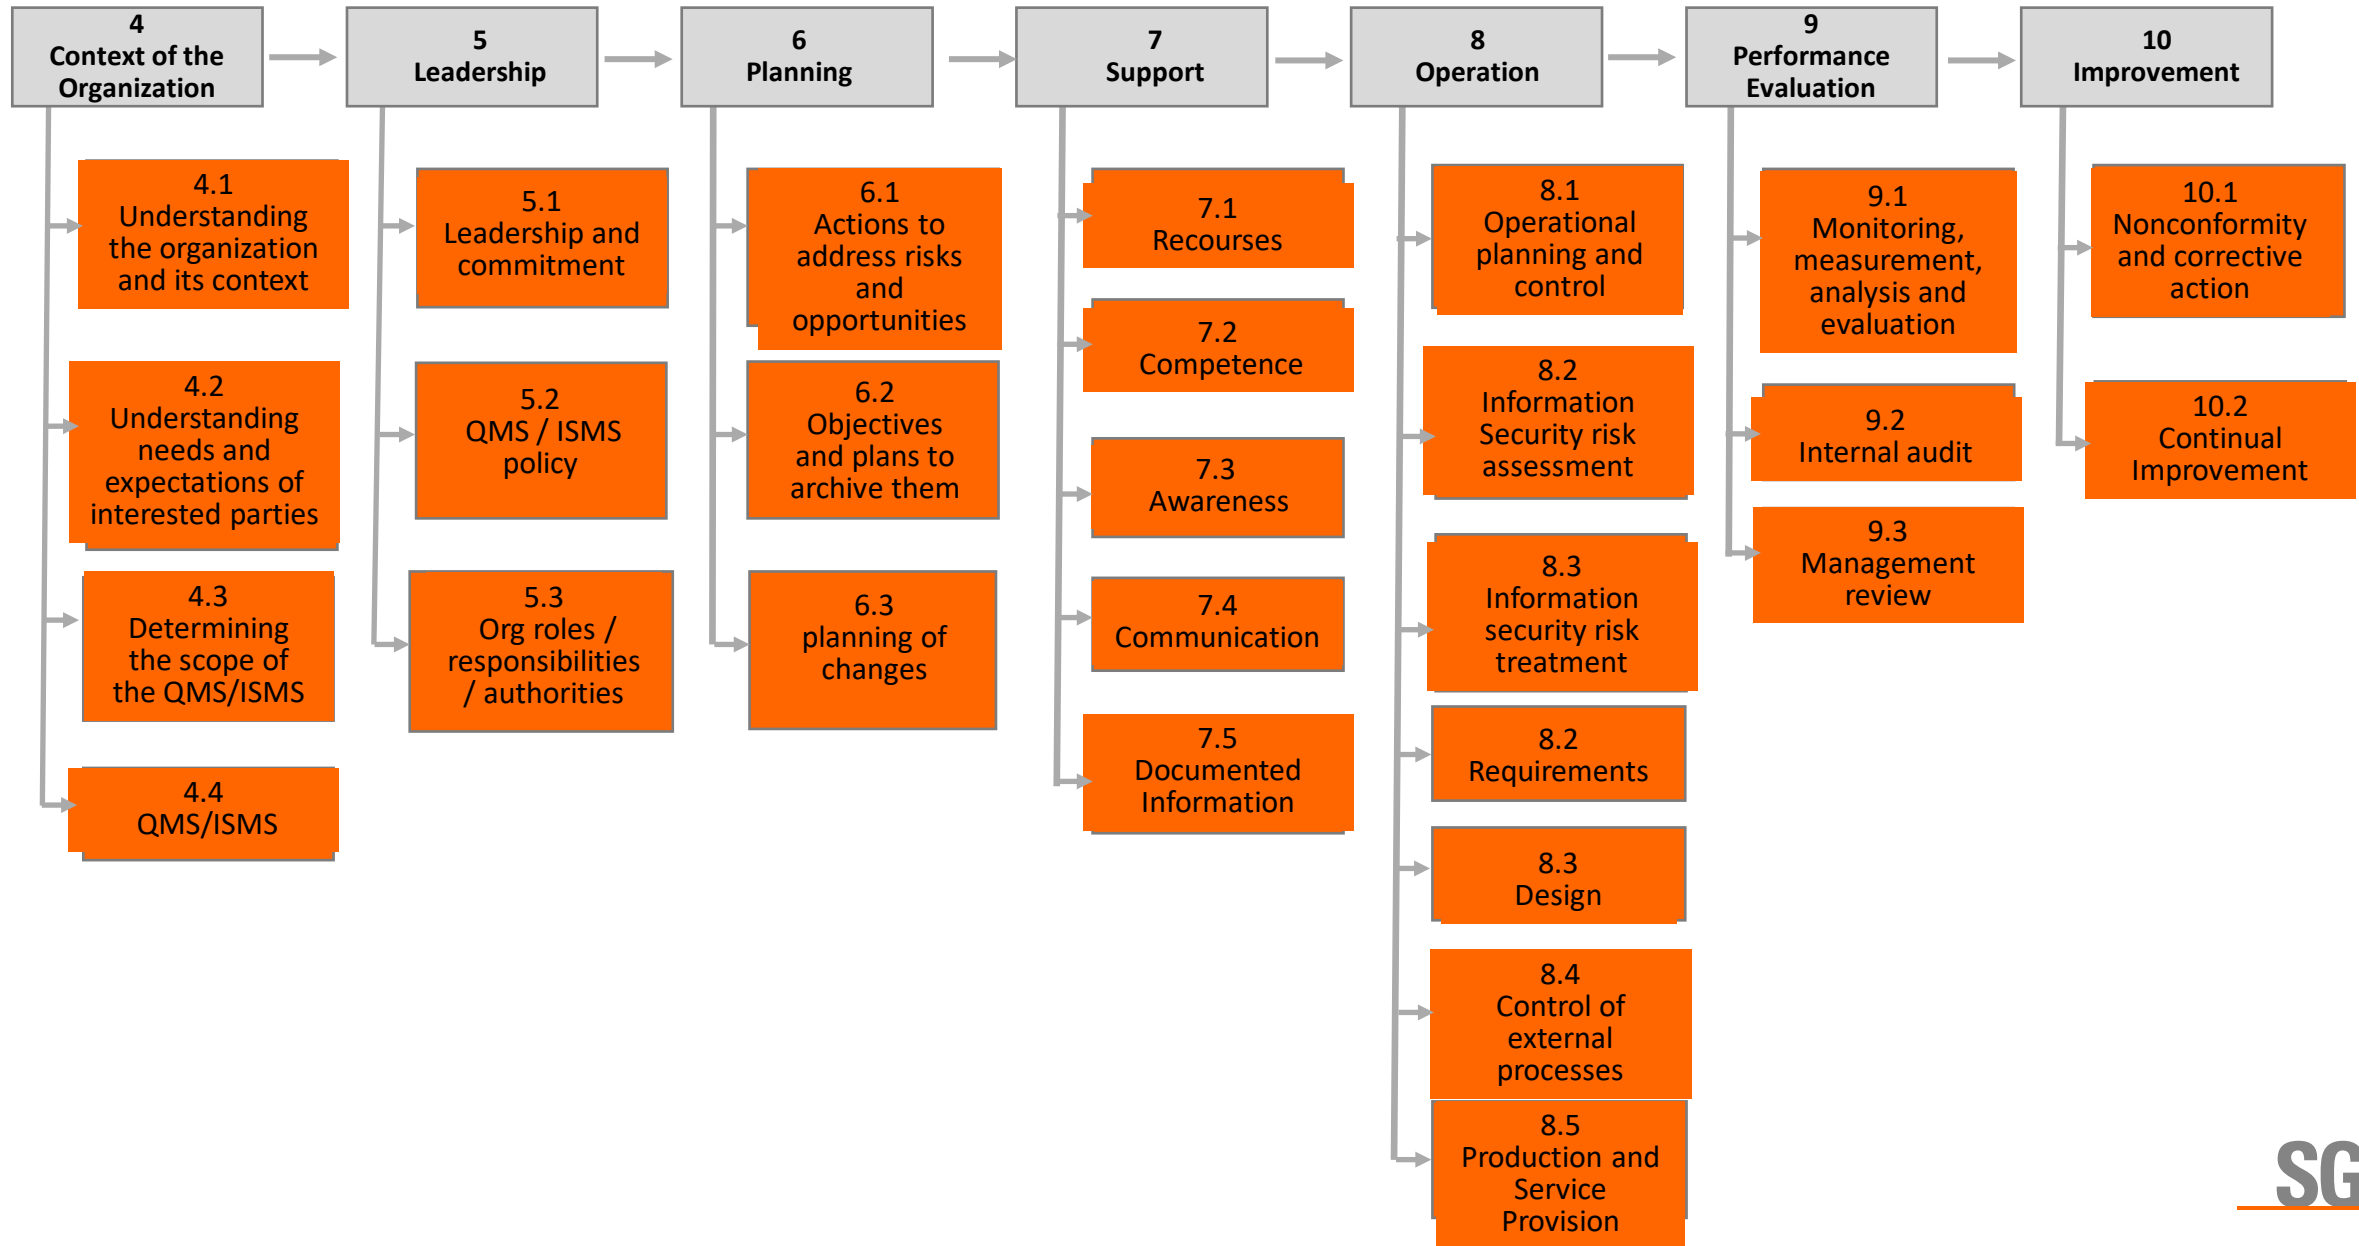 4
Context of the
Organization
5
Leadership
6
Planning
7
Support
8
Operation
9
Performance
Evaluation
10
Improvement
4.1
Understanding
the organization
and its context
4.2
Understanding
needs and
expectations of
interested parties
4.3
Determining
the scope of
the QMS/ISMS
4.4
QMS/ISMS
5.1
Leadership and
commitment
5.2
QMS / ISMS
policy
5.3
Org roles /
responsibilities
/ authorities
6.1
Actions to
address risks
and
opportunities
6.2
Objectives
and plans to
archive them
6.3
planning of
changes
7.1
Recourses
7.2
Competence
7.3
Awareness
7.4
Communication
7.5
Documented
Information
8.1
Operational
planning and
control
8.2
Information
Security risk
assessment
8.3
Information
security risk
treatment
8.2
Requirements
8.3
Design
8.4
Control of
external
processes
8.5
Production and
Service
Provision
9.1
Monitoring,
measurement,
analysis and
evaluation
9.2
Internal audit
9.3
Management
review
10.1
Nonconformity
and corrective
action
10.2
Continual
Improvement
SG